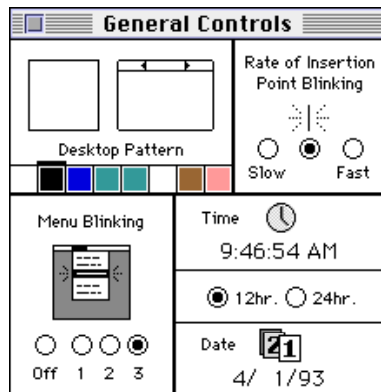 General Controls
Desktop Pattern
Rate of Insertion
Point Blinking
Slow Fast
Menu Blinking
Off 1 2 3
Time
9:46:54 AM
12hr. 24hr.
Date 21
4/ 1/93